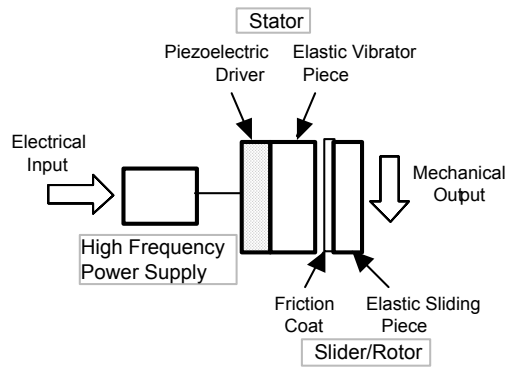 Stator
Piezoelectric
Driver
Elastic Vibrator
Piece
Electrical
Input
Mechanical
Output
High Frequency
Power Supply
Friction
Coat
Elastic Sliding
Piece
Slider/Rotor